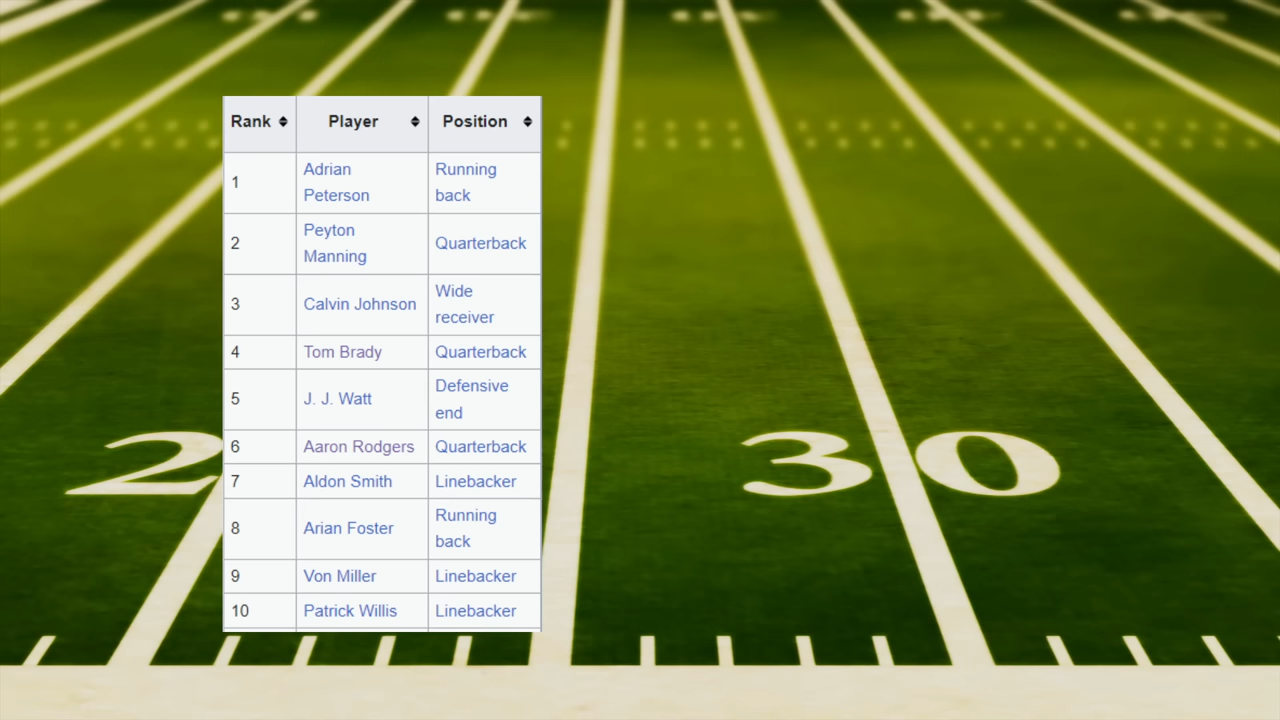 Rank Player Position
1 Adrian Peterson Running back
2 Peyton Manning Quarterback
3 Calvin Johnson Wide receiver
4 Tom Brady Quarterback
5 J. J. Watt Defensive end
6 Aaron Rodgers Quarterback
7 Aldon Smith Linebacker
8 Arian Foster Running back
9 Von Miller Linebacker
10 Patrick Willis Linebacker
2
30